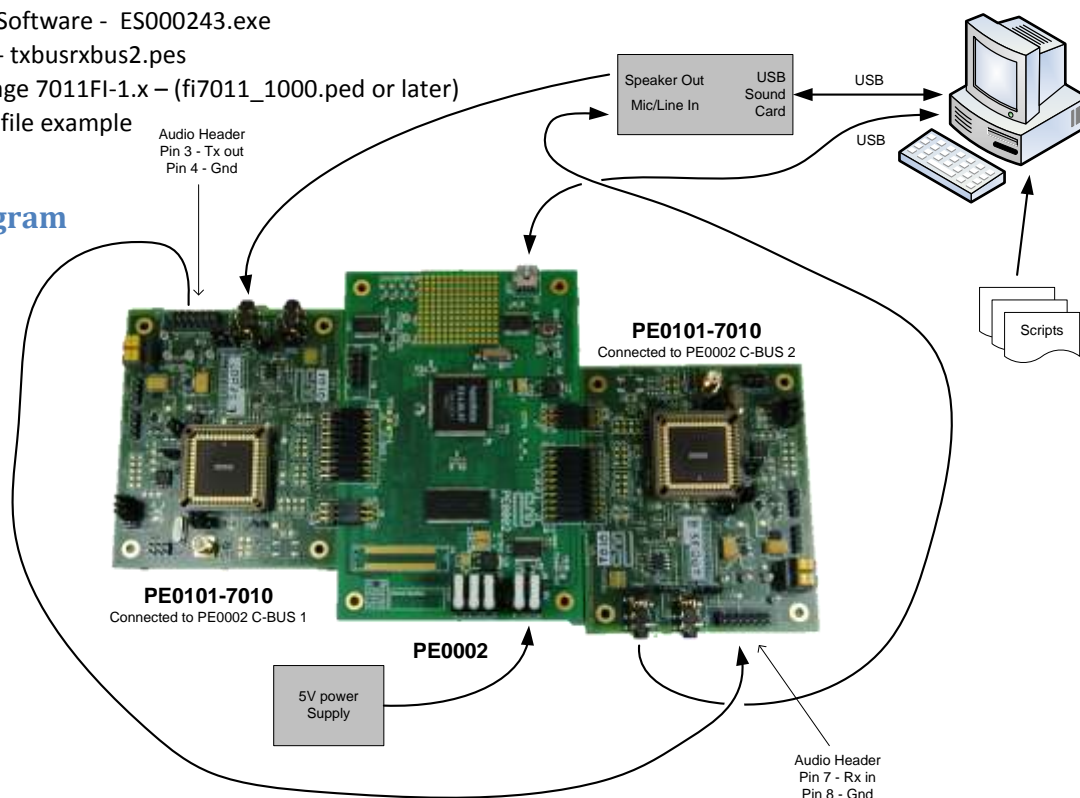 Software - ES000243.exe
- txbusrxbus2.pes
age 7011FI-1.x – (fi7011_1000.ped or later)
file example
Audio Header
Pin 3 - Tx out
Pin 4 - Gnd
gram
Speaker Out
Mic/Line In
USB
Sound
Card
USB
USB
Scripts
PE0101-7010
Connected to PE0002 C-BUS 2
PE0101-7010
Connected to PE0002 C-BUS 1
PE0002
5V power
Supply
Audio Header
Pin 7 - Rx in
Pin 8 - Gnd